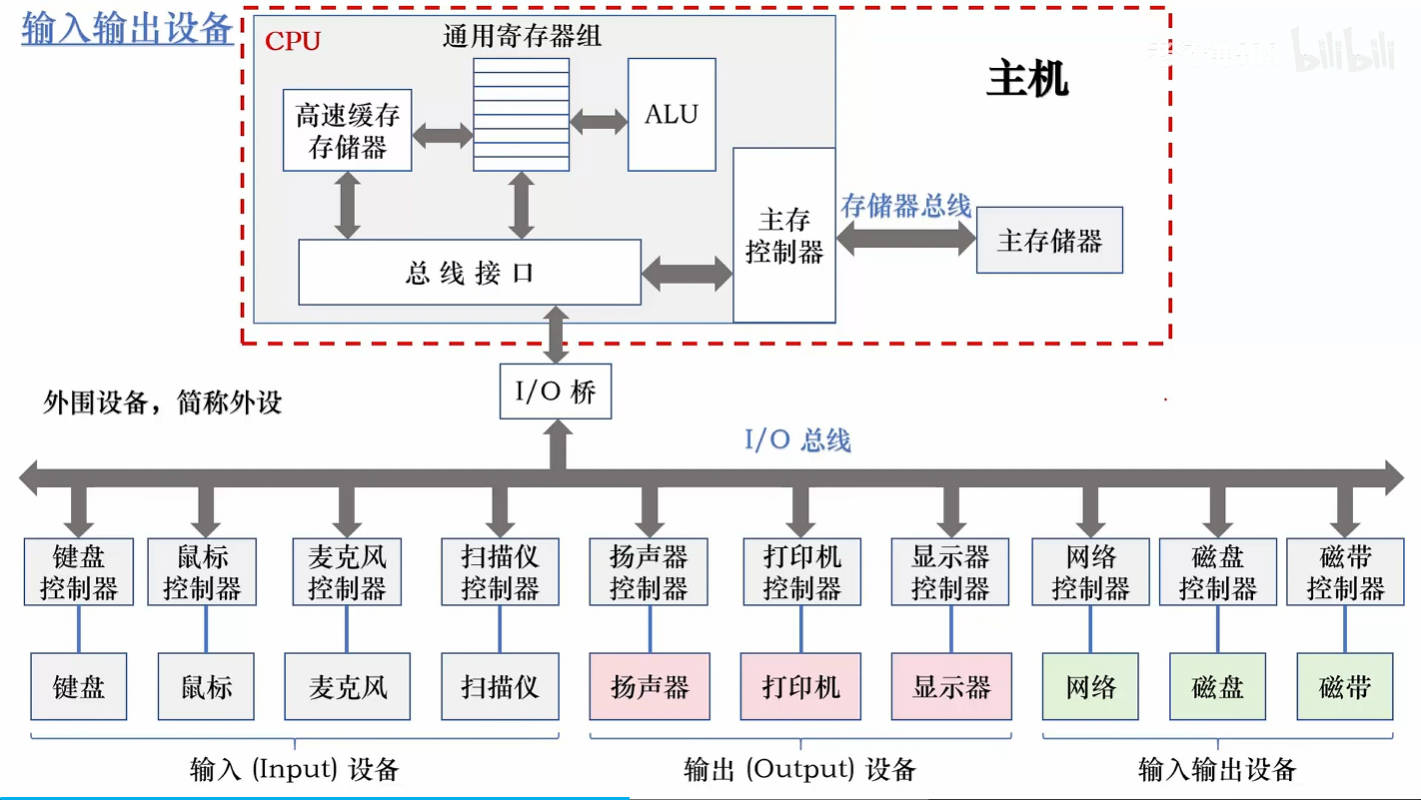 输入输出设备
CPU
通用寄存器组
高速缓存
存储器
ALU
主机
bilibili
主存
控制器
存储器总线
主存储器
总线接口
I/O 桥
外围设备，简称外设
I/O 总线
键盘
控制器
鼠标
控制器
麦克风
控制器
扫描仪
控制器
扬声器
控制器
打印机
控制器
显示器
控制器
网络
控制器
磁盘
控制器
磁带
控制器
键盘
鼠标
麦克风
扫描仪
扬声器
打印机
显示器
网络
磁盘
磁带
输入 (Input) 设备
输出 (Output) 设备
输入输出设备